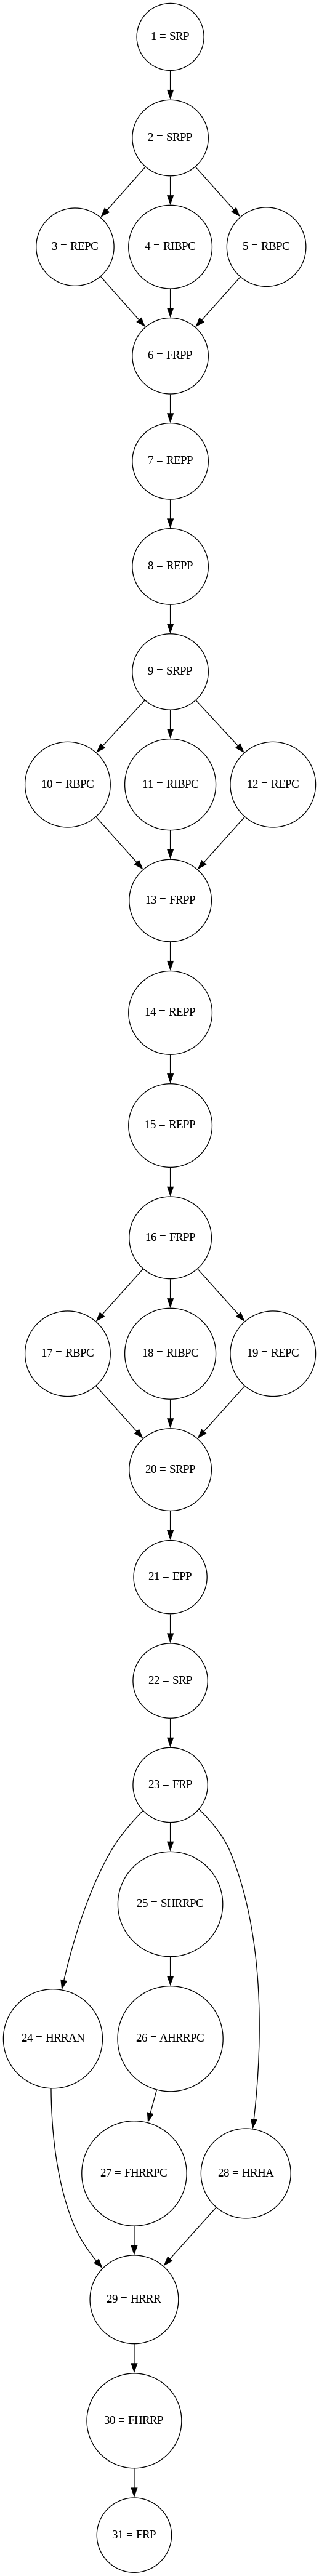 1 = SRP
2 = SRPP
3 = REPC
4 = RIBPC
5 = RBPC
6 = FRPP
7 = REPP
8 = REPP
9 = SRPP
10 = RBPC
11 = RIBPC
12 = REPC
13 = FRPP
14 = REPP
15 = REPP
16 = FRPP
17 = RBPC
18 = RIBPC
19 = REPC
20 = SRPP
21 = EPP
22 = SRP
23 = FRP
25 = SHRRPC
24 = HRRAN
26 = AHRRPC
27 = FHRRPC
28 = HRHA
29 = HRRR
30 = FHRRP
31 = FRP